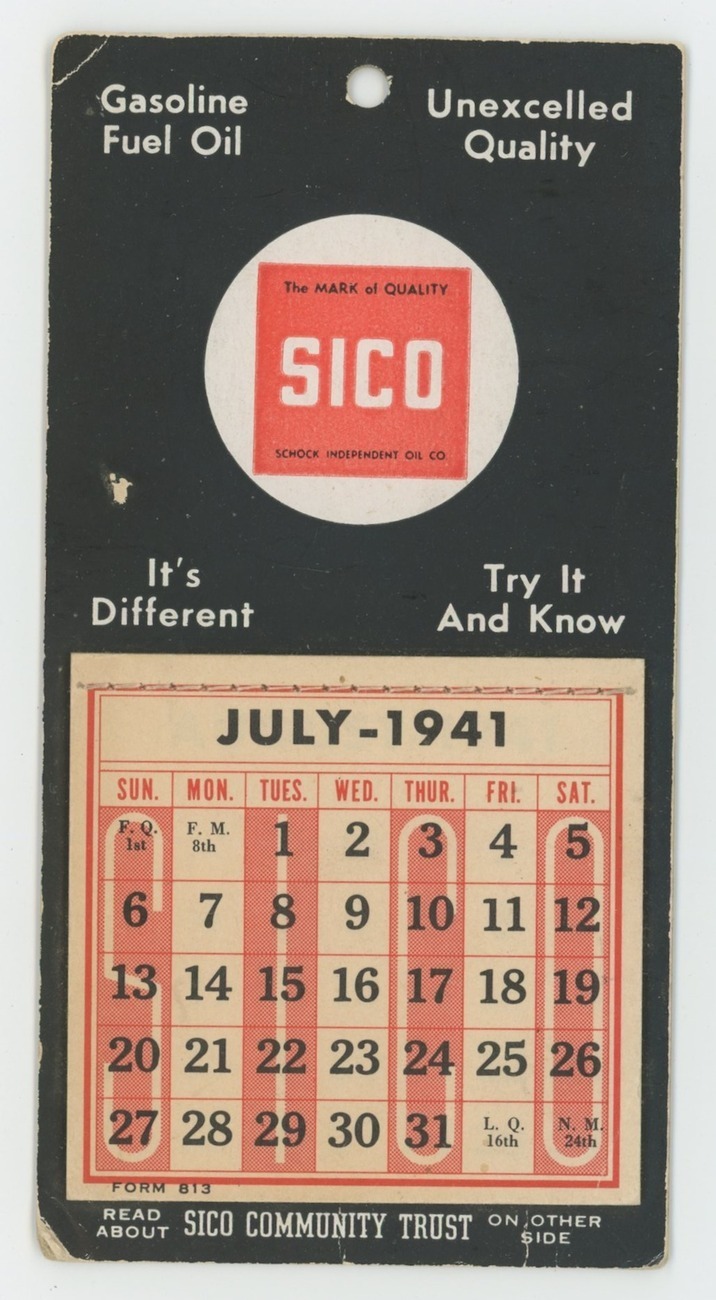 Gasoline
Fuel Oil
Unexcelled
Quality
The MARK of QUALITY
SICO
SCHOCK INDEPENDENT OIL CO
It's
Different
Try It
And Know
JULY-1941
SUN. MON. TUES. WED. THUR. FRI. SAT.
F. Q. 1st F. M. 8th 1 2 3 4 5
6 7 8 9 10 11 12
13 14 15 16 17 18 19
20 21 22 23 24 25 26
27 28 29 30 31 L. Q. 16th N. M. 24th
FORM 813
READ ABOUT SICO COMMUNITY TRUST ON OTHER SIDE